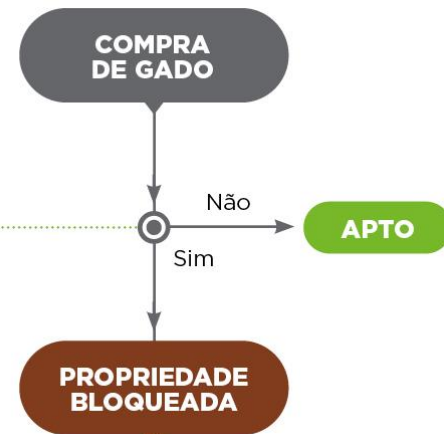 COMPRA
DE GADO
Não
APTO
Sim
PROPRIEDADE
BLOQUEADA